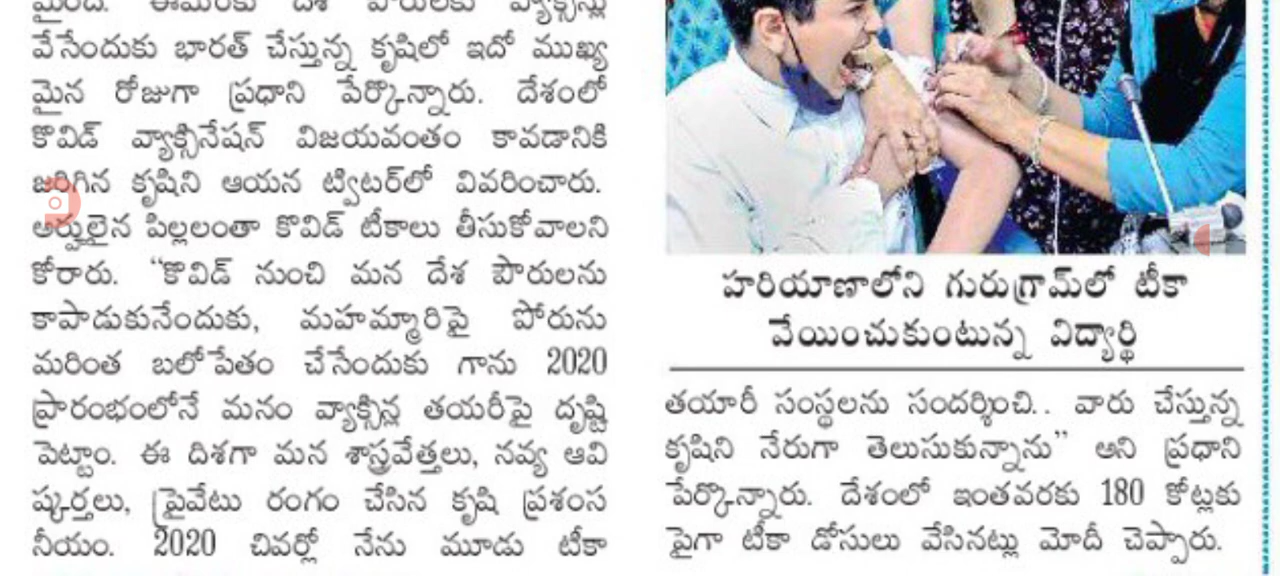 వేసేందుకు భారత్ చేస్తున్న కృషిలో ఇదో ముఖ్య
మైన రోజుగా ప్రధాని పేర్కొన్నారు. దేశంలో
కొవిడ్ వ్యాక్సినేషన్ విజయవంతం కావడానికి
జరిగిన కృషిని ఆయన ట్విటర్‌లో వివరించారు.
అర్హులైన పిల్లలంతా కొవిడ్ టీకాలు తీసుకోవాలని
కోరారు. “కొవిడ్ నుంచి మన దేశ పౌరులను
కాపాడుకునేందుకు, మహమ్మారిపై పోరును
మరింత బలోపేతం చేసేందుకు గాను 2020
ప్రారంభంలోనే మనం వ్యాక్సిన్ల తయరీపై దృష్టి
పెట్టాం. ఈ దిశగా మన శాస్త్రవేత్తలు, నవ్య ఆవి
ష్కర్తలు, ప్రైవేటు రంగం చేసిన కృషి ప్రశంస
నీయం. 2020 చివర్లో నేను మూడు టీకా
హరియాణాలోని గురుగ్రామ్‌లో టీకా
వేయించుకుంటున్న విద్యార్థి
తయారీ సంస్థలను సందర్శించి.. వారు చేస్తున్న
కృషిని నేరుగా తెలుసుకున్నాను” అని ప్రధాని
పేర్కొన్నారు. దేశంలో ఇంతవరకు 180 కోట్లకు
పైగా టీకా డోసులు వేసినట్లు మోదీ చెప్పారు.